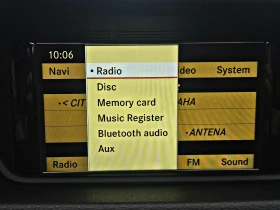 10:06
Navi • Radio deo System
Disc
•< CIT Memory card AHA
Music Register
Bluetooth audio •ANTENA
Aux
Radio FM Sound